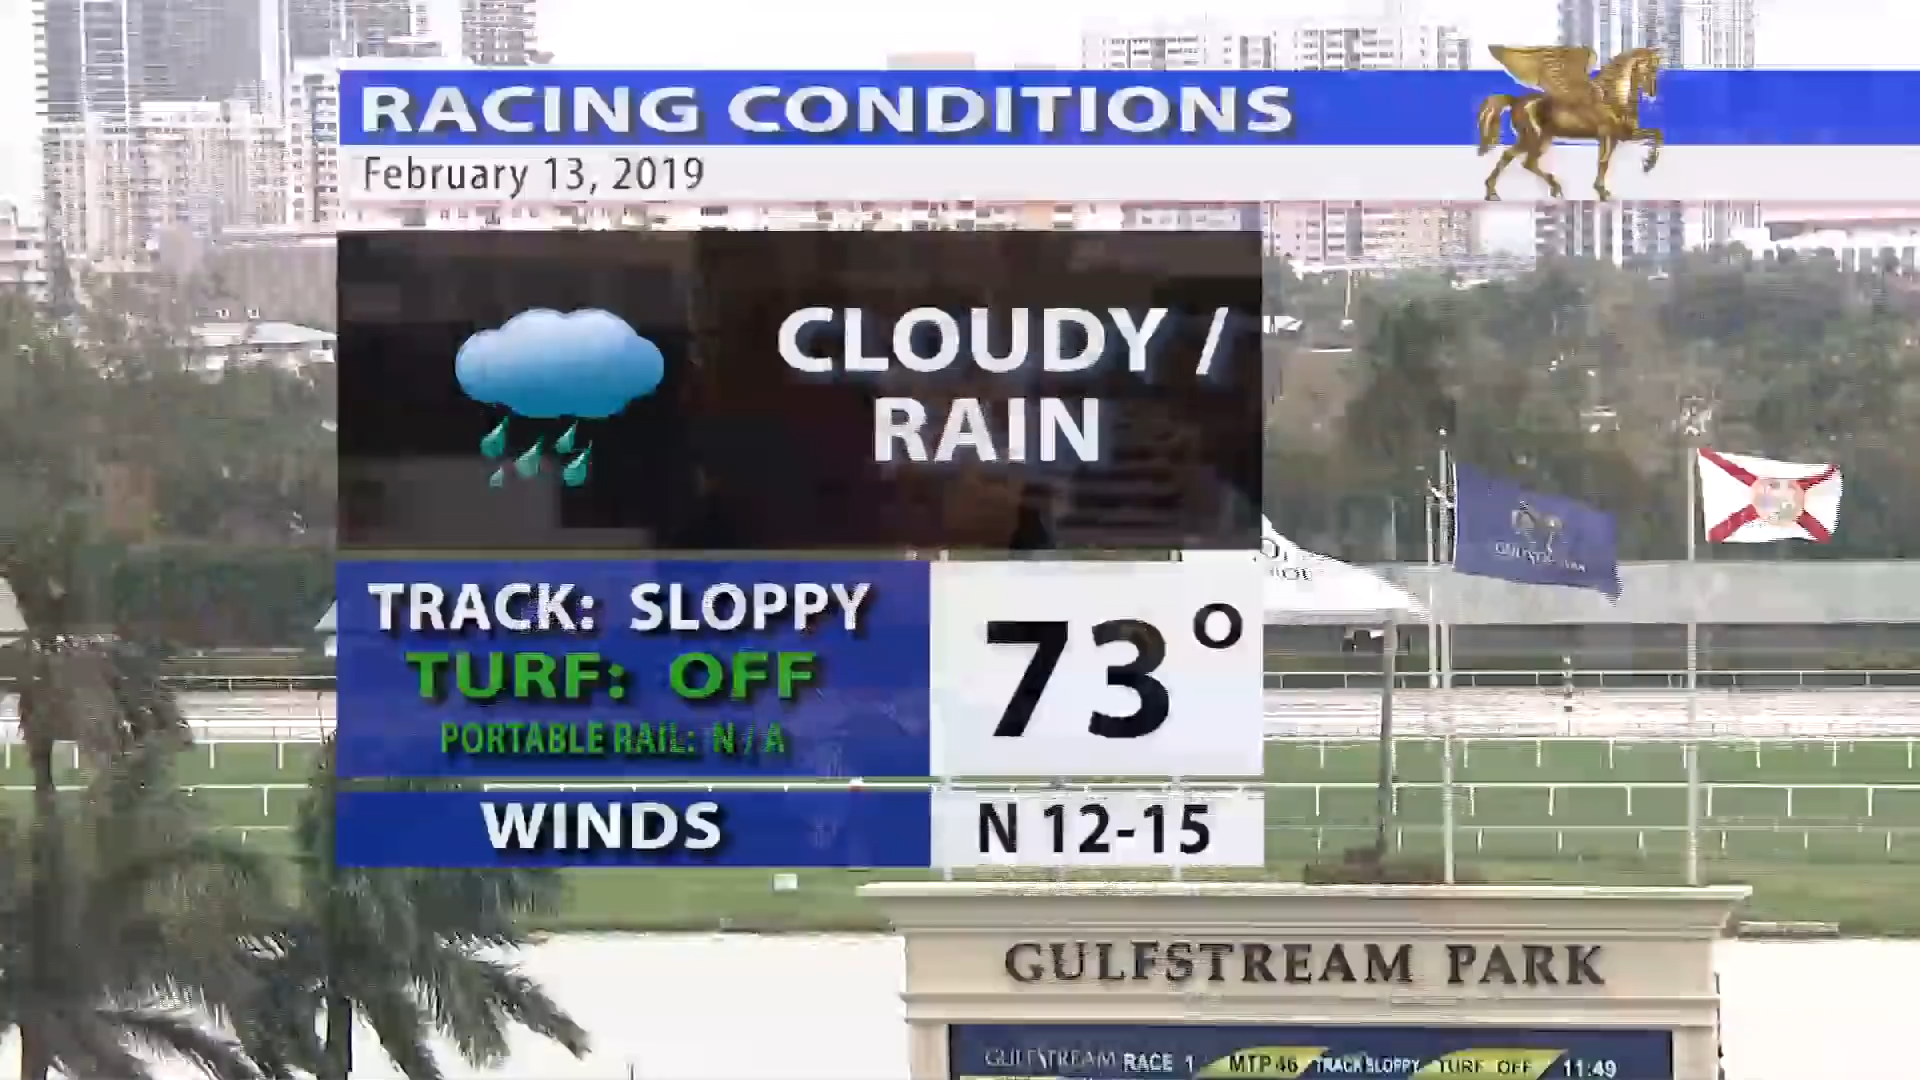 RACING CONDITIONS
February 13, 2019
CLOUDY /
RAIN
TRACK: SLOPPY
TURF: OFF
PORTABLE RAIL: N / A
73°
WINDS
N 12-15
GULFSTREAM PARK
GULFSTREAM RACE 1 MTP 46 TRACK SLOPPY TURF OFF 11:49